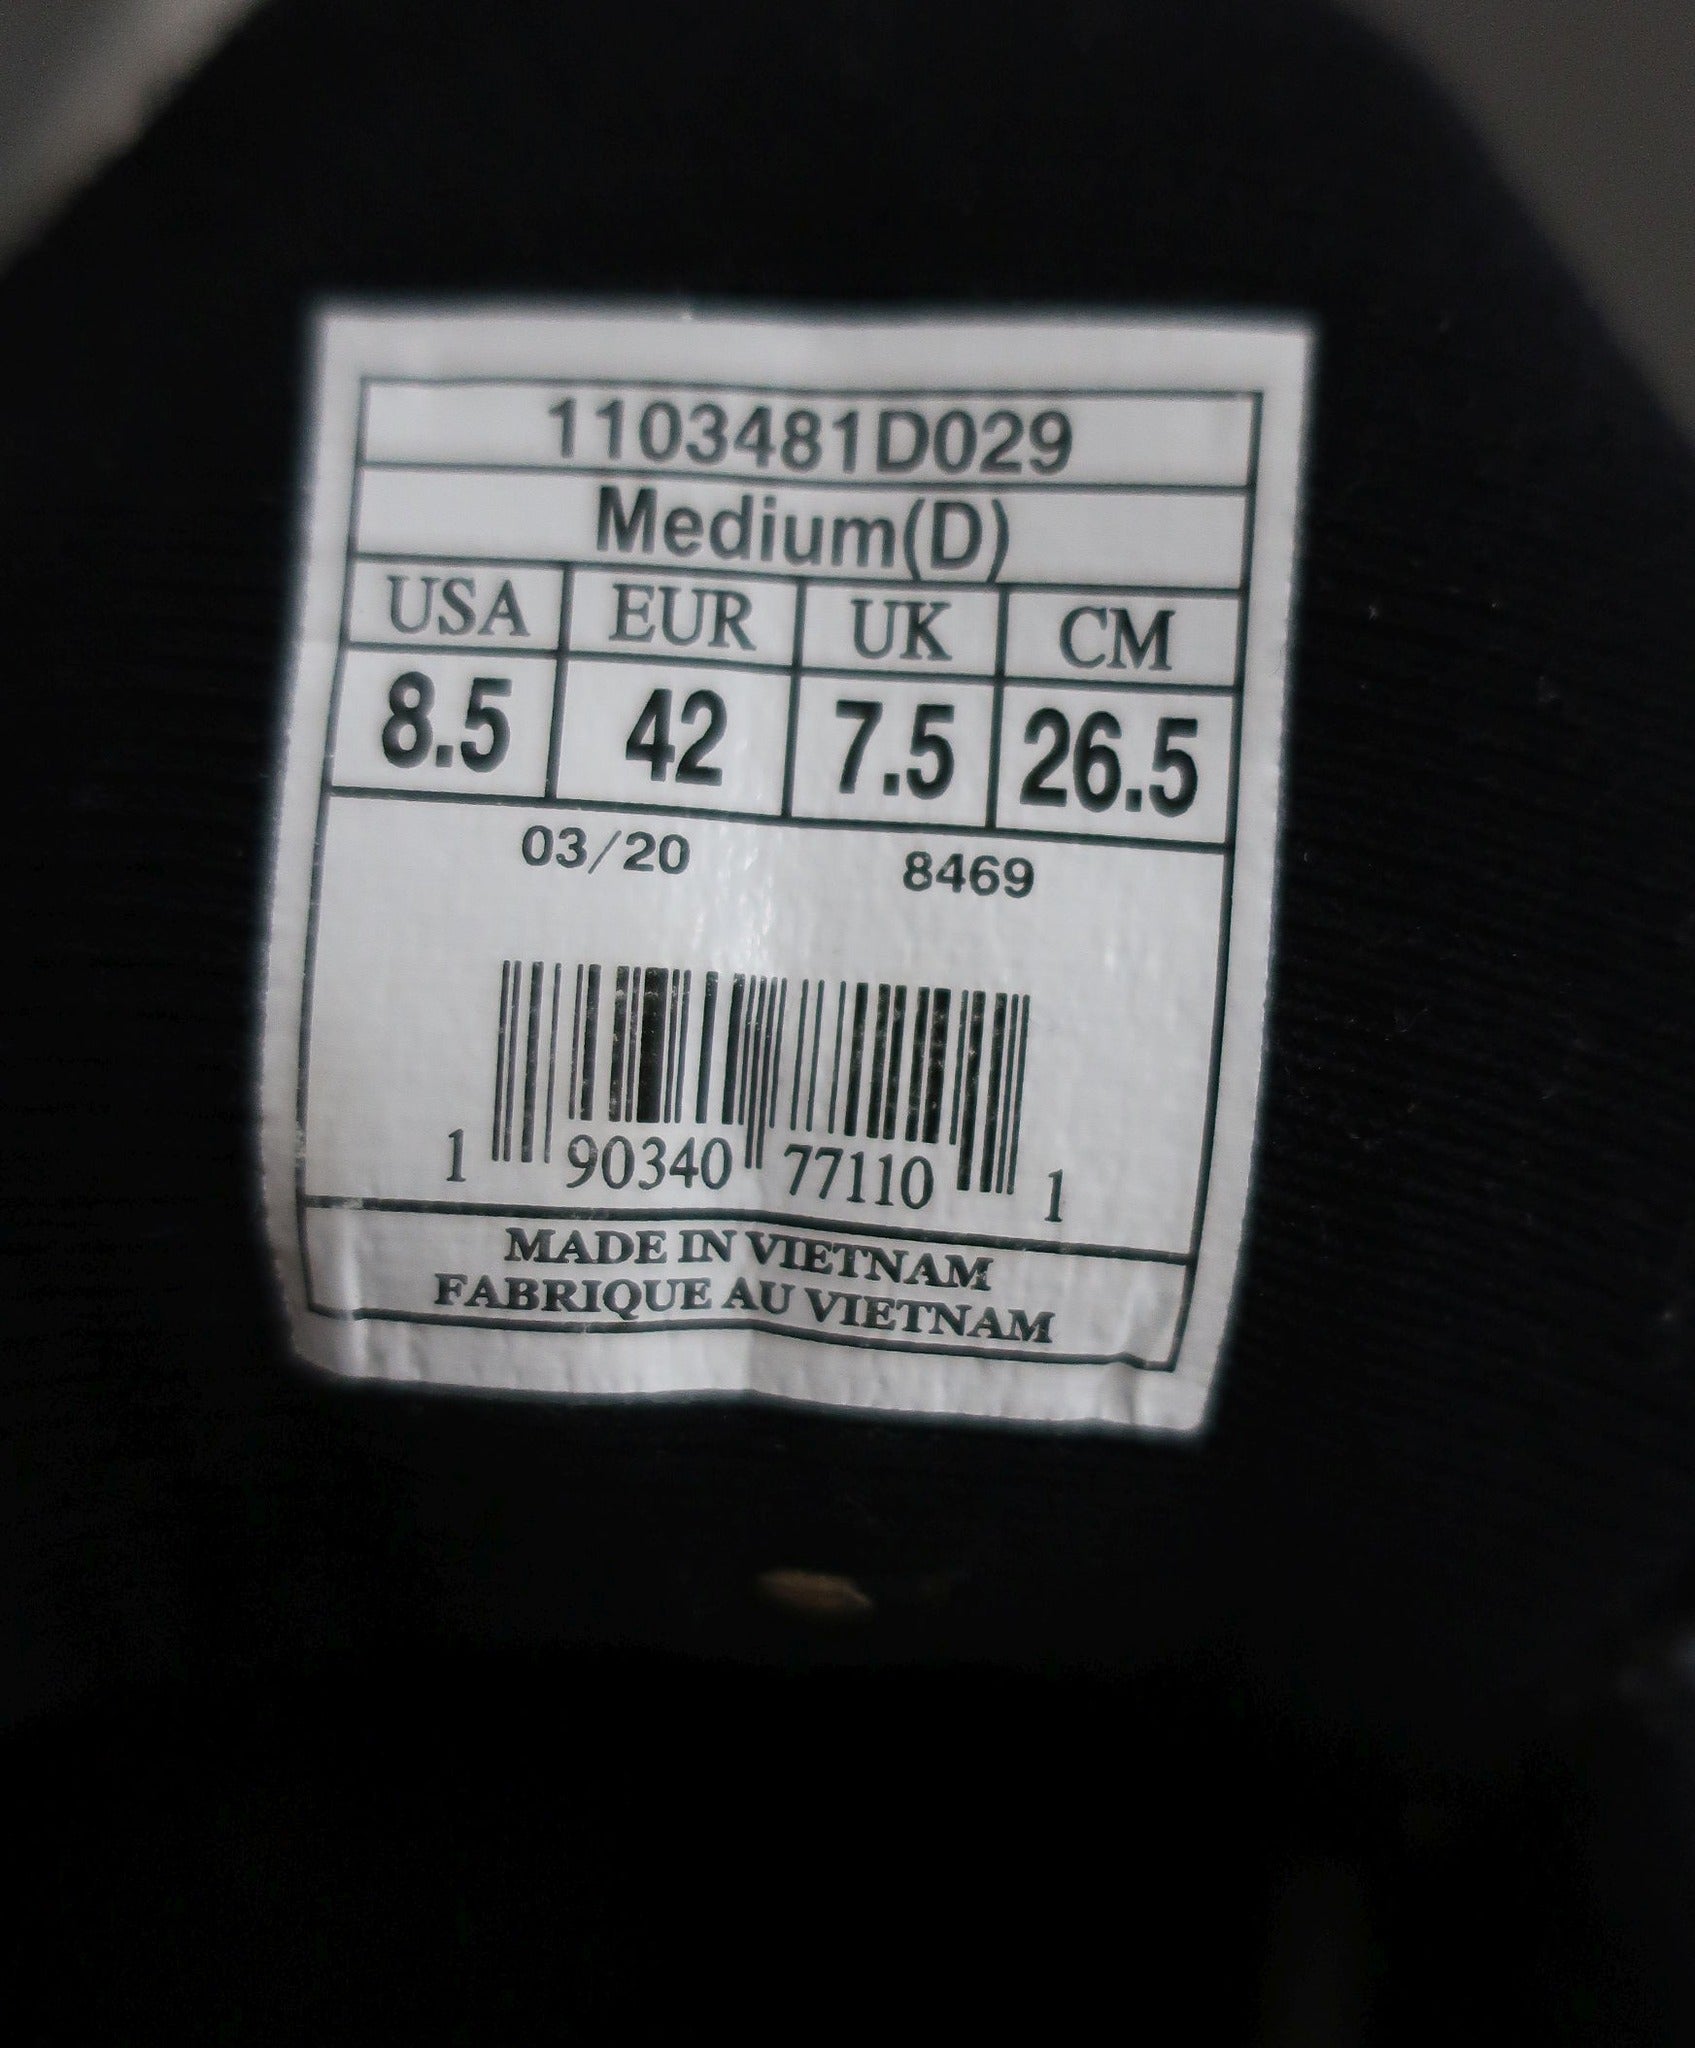 1103481D029
Medium(D)
USA EUR UK CM
8.5 42 7.5 26.5
03/20 8469
1 90340 77110 1
MADE IN VIETNAM
FABRIQUE AU VIETNAM